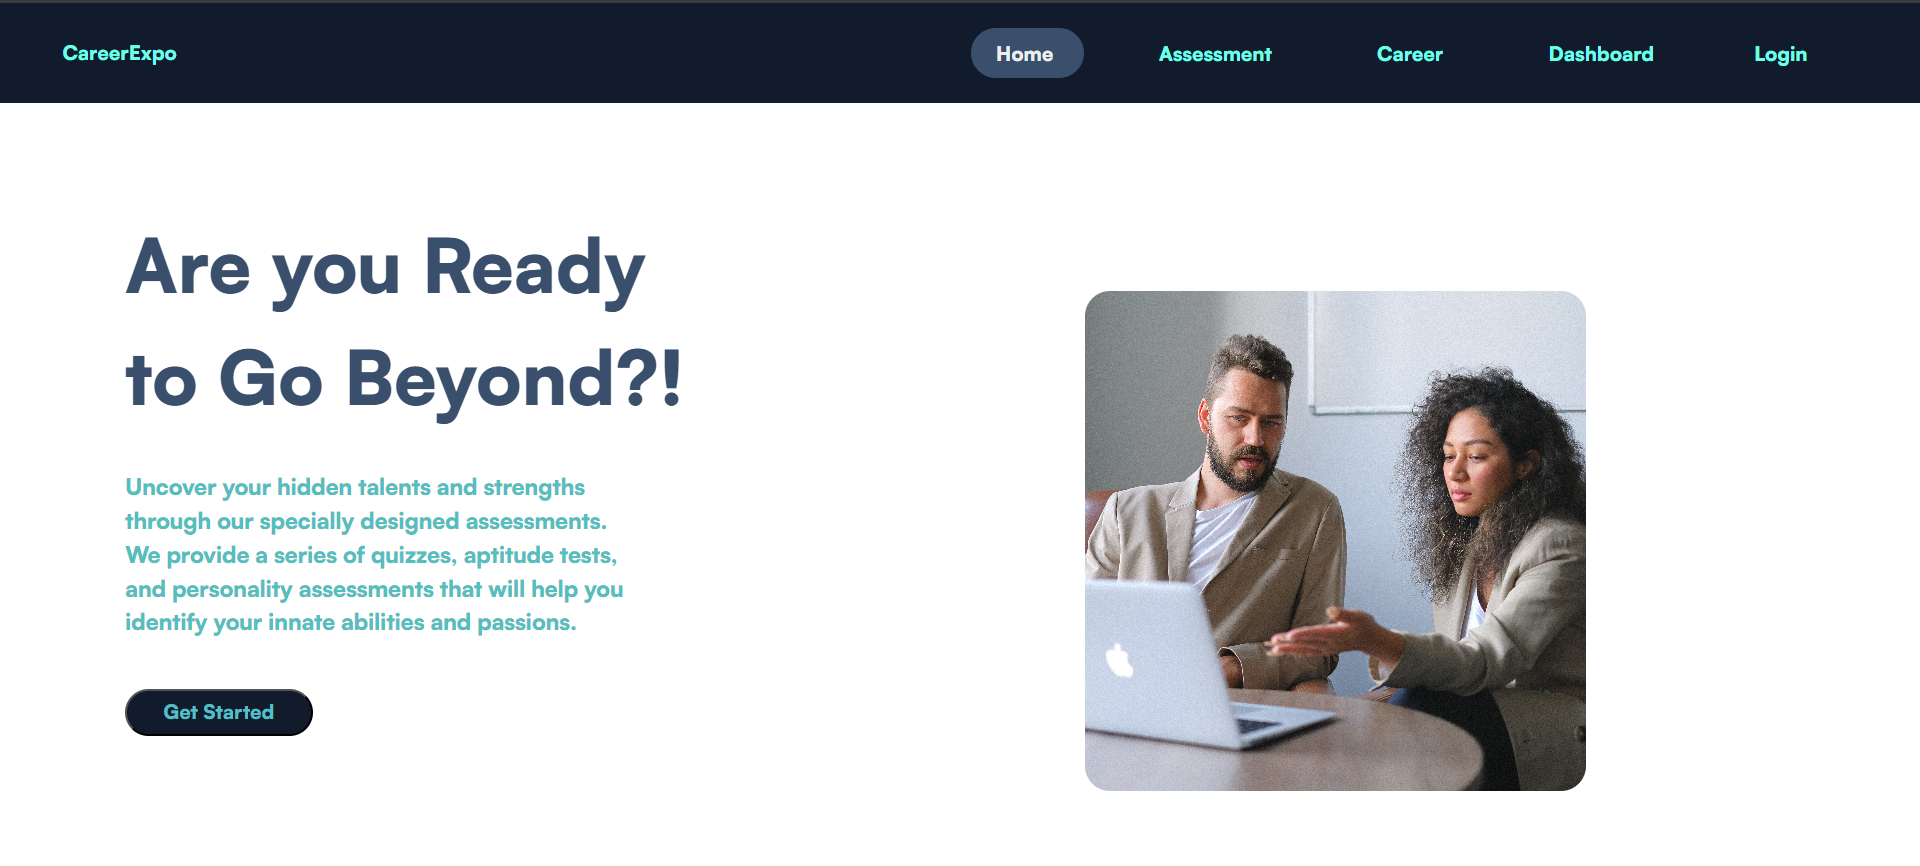 CareerExpo
Home Assessment Career Dashboard Login
Are you Ready
to Go Beyond?!
Uncover your hidden talents and strengths
through our specially designed assessments.
We provide a series of quizzes, aptitude tests,
and personality assessments that will help you
identify your innate abilities and passions.
Get Started